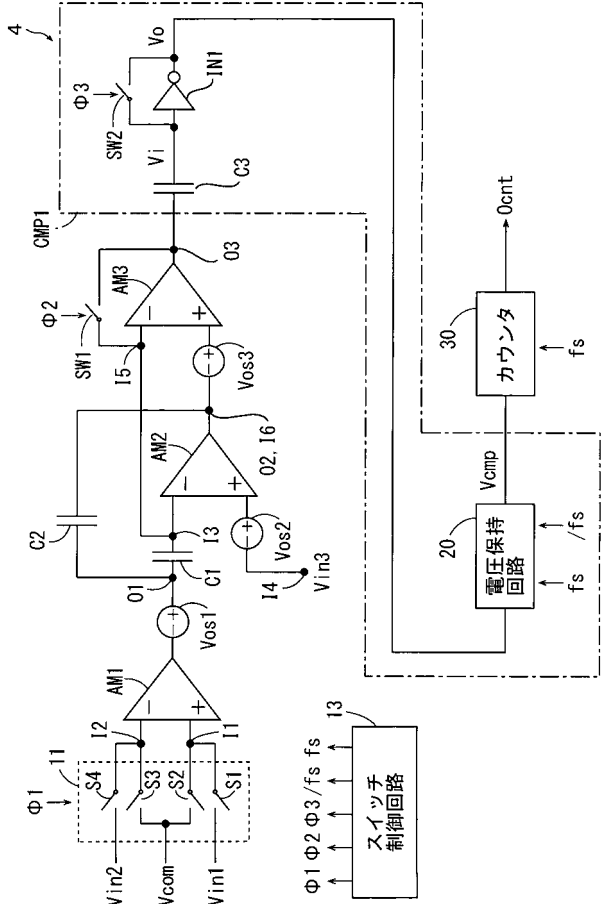 4
Φ1
11
S4
S3
S2
S1
Vin2
Vcom
Vin1
I2
I1
AM1
Vos1
O1
C1
C2
I3
I4
Vin3
Vos2
AM2
O2, I6
Φ2
SW1
I5
Vos3
AM3
O3
CMP1
C3
Vi
Φ3
SW2
IN1
Vo
13
スイッチ
制御回路
Φ1 Φ2 Φ3 /fs fs
20
電圧保持
回路
fs
/fs
Vcmp
30
カウンタ
fs
Ocnt